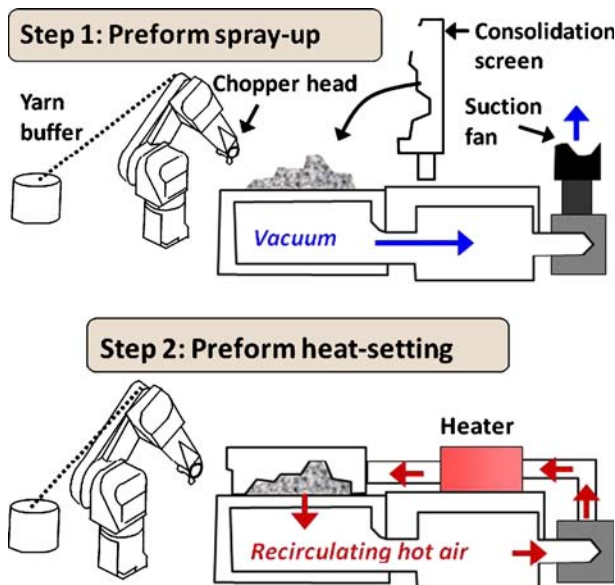 Step 1: Preform spray-up
Consolidation
screen
Chopper head
Yarn
buffer
Suction
fan
Vacuum
Step 2: Preform heat-setting
Heater
Recirculating hot air